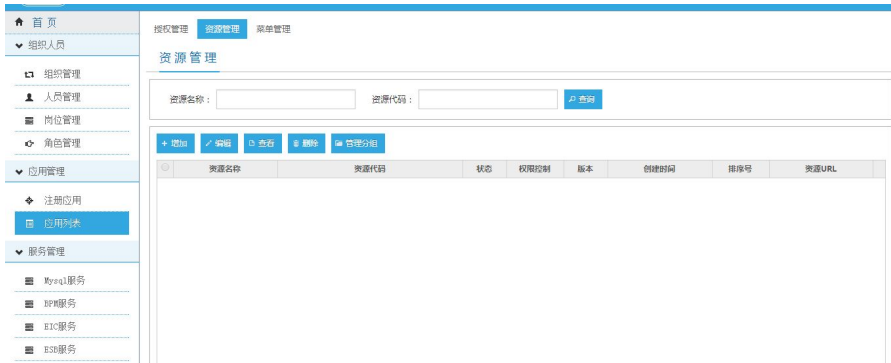 首页
组织人员
组织管理
人员管理
岗位管理
角色管理
应用管理
注册应用
应用列表
服务管理
Mysql服务
BPM服务
EIC服务
ESB服务
授权管理 资源管理 菜单管理
资源管理
资源名称： 资源代码： 查询
增加 编辑 查看 删除 管理分组
资源名称 资源代码 状态 权限控制 版本 创建时间 排序号 资源URL